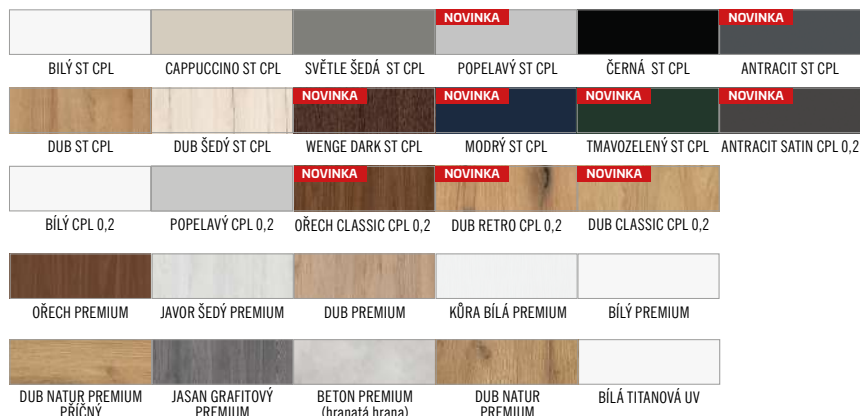 NOVINKA NOVINKA
BILÝ ST CPL CAPPUCCINO ST CPL SVĚTLE ŠEDÁ ST CPL POPELAVÝ ST CPL ČERNÁ ST CPL ANTRACIT ST CPL
NOVINKA NOVINKA NOVINKA NOVINKA
DUB ST CPL DUB ŠEDÝ ST CPL WENGE DARK ST CPL MODRÝ ST CPL TMAVOZELENÝ ST CPL ANTRACIT SATIN CPL 0,2
NOVINKA NOVINKA NOVINKA
BÍLÝ CPL 0,2 POPELAVÝ CPL 0,2 OŘECH CLASSIC CPL 0,2 DUB RETRO CPL 0,2 DUB CLASSIC CPL 0,2
OŘECH PREMIUM JAVOR ŠEDÝ PREMIUM DUB PREMIUM KŮRA BÍLÁ PREMIUM BÍLÝ PREMIUM
DUB NATUR PREMIUM JASAN GRAFITOVÝ BETON PREMIUM DUB NATUR BÍLÁ TITANOVÁ UV
PŘÍČNÝ PREMIUM (hranatá hrana) PREMIUM